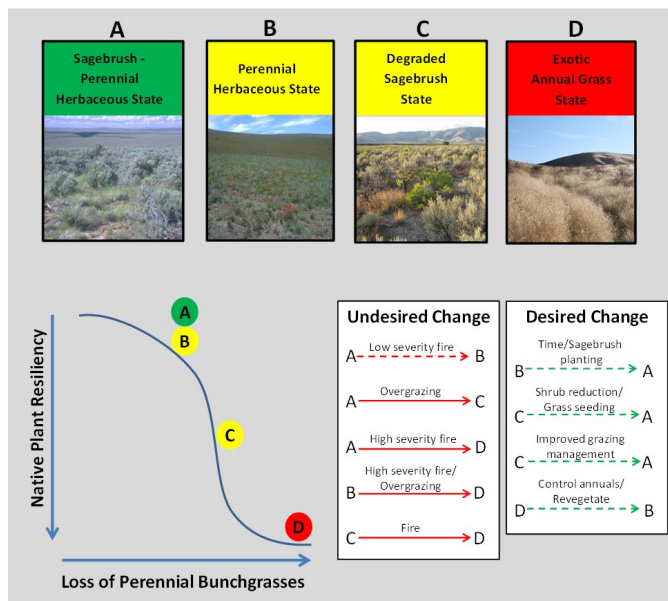 A
B
C
D
Sagebrush -
Perennial
Herbaceous State
Perennial
Herbaceous State
Degraded
Sagebrush
State
Exotic
Annual Grass
State
Native Plant Resiliency
A
B
C
D
Loss of Perennial Bunchgrasses
Undesired Change
Low severity fire
A B
Overgrazing
A C
High severity fire
A D
High severity fire/
Overgrazing
B D
Fire
C D
Desired Change
Time/Sagebrush
planting
B A
Shrub reduction/
Grass seeding
C A
Improved grazing
management
C A
Control annuals/
Revegetate
D B